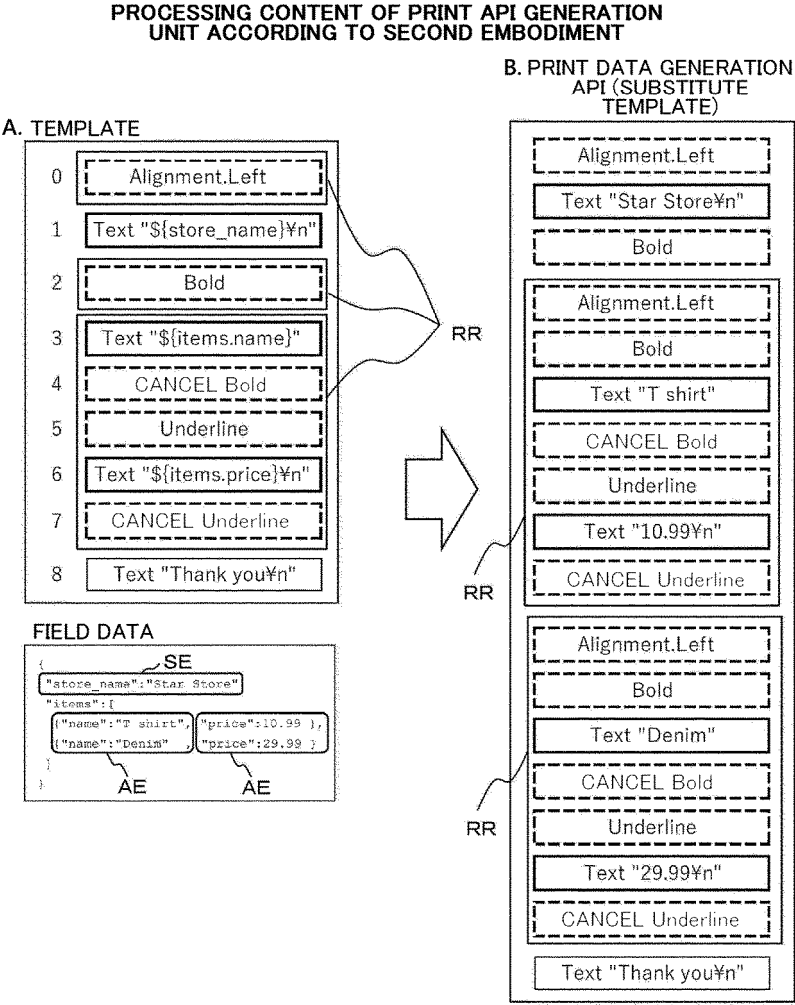 PROCESSING CONTENT OF PRINT API GENERATION
UNIT ACCORDING TO SECOND EMBODIMENT
A. TEMPLATE
0 Alignment.Left
1 Text "${store_name}¥n"
2 Bold
3 Text "${items.name}"
4 CANCEL Bold
5 Underline
6 Text "${items.price}¥n"
7 CANCEL Underline
8 Text "Thank you¥n"
RR
FIELD DATA
{
SE
"store_name":"Star Store"
"items":[
{"name":"T shirt", "price":10.99 },
{"name":"Denim" , "price":29.99 }
]
}
AE
AE
B. PRINT DATA GENERATION
API (SUBSTITUTE
TEMPLATE)
Alignment.Left
Text "Star Store¥n"
Bold
Alignment.Left
Bold
Text "T shirt"
CANCEL Bold
Underline
Text "10.99¥n"
CANCEL Underline
RR
Alignment.Left
Bold
Text "Denim"
CANCEL Bold
Underline
Text "29.99¥n"
CANCEL Underline
RR
Text "Thank you¥n"